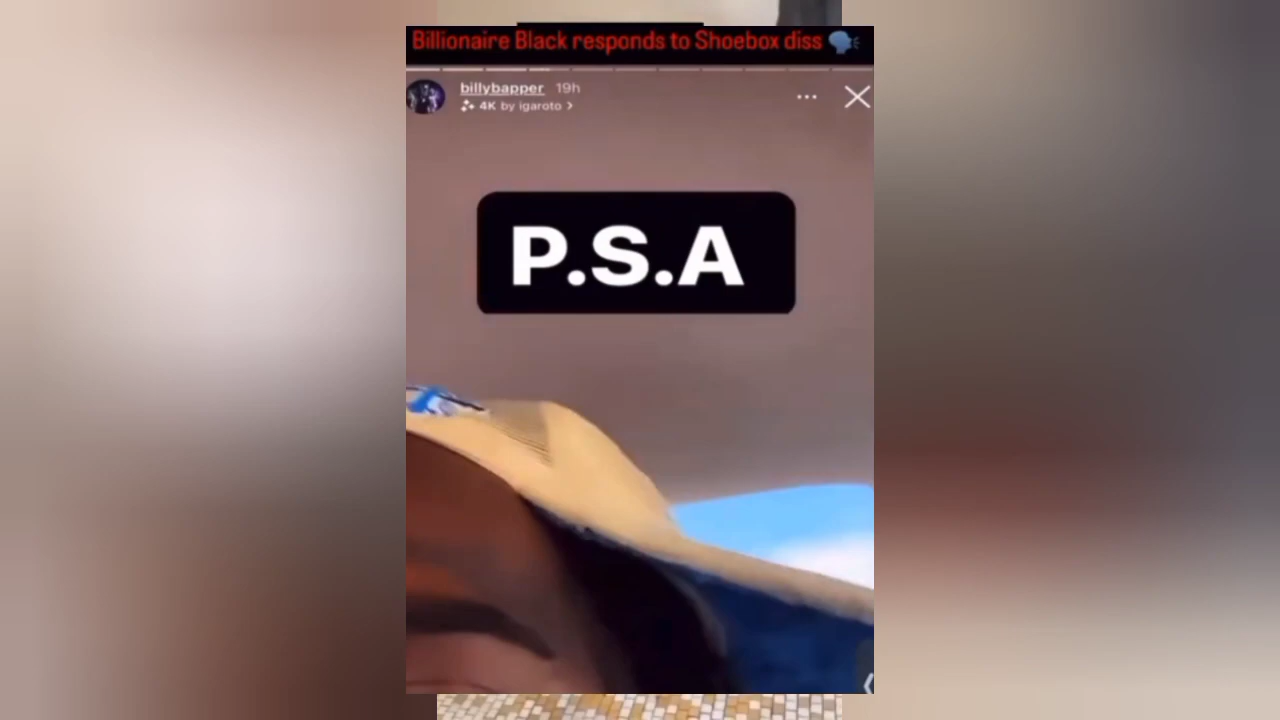 Billionaire Black responds to Shoebox diss 🗣
billybapper 19h
4K by igaroto >
P.S.A